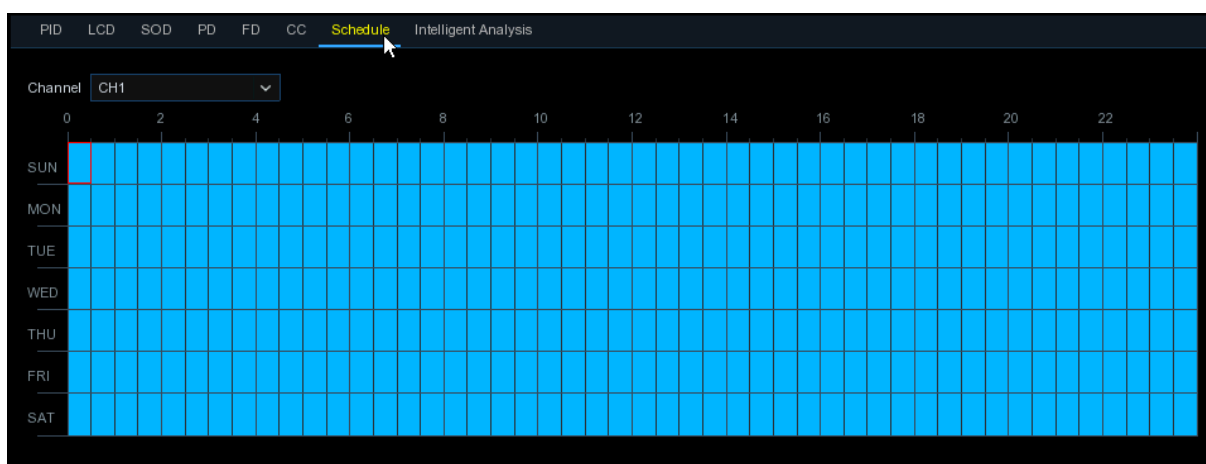 PID LCD SOD PD FD CC Schedule Intelligent Analysis
Channel CH1
0 2 4 6 8 10 12 14 16 18 20 22
SUN
MON
TUE
WED
THU
FRI
SAT